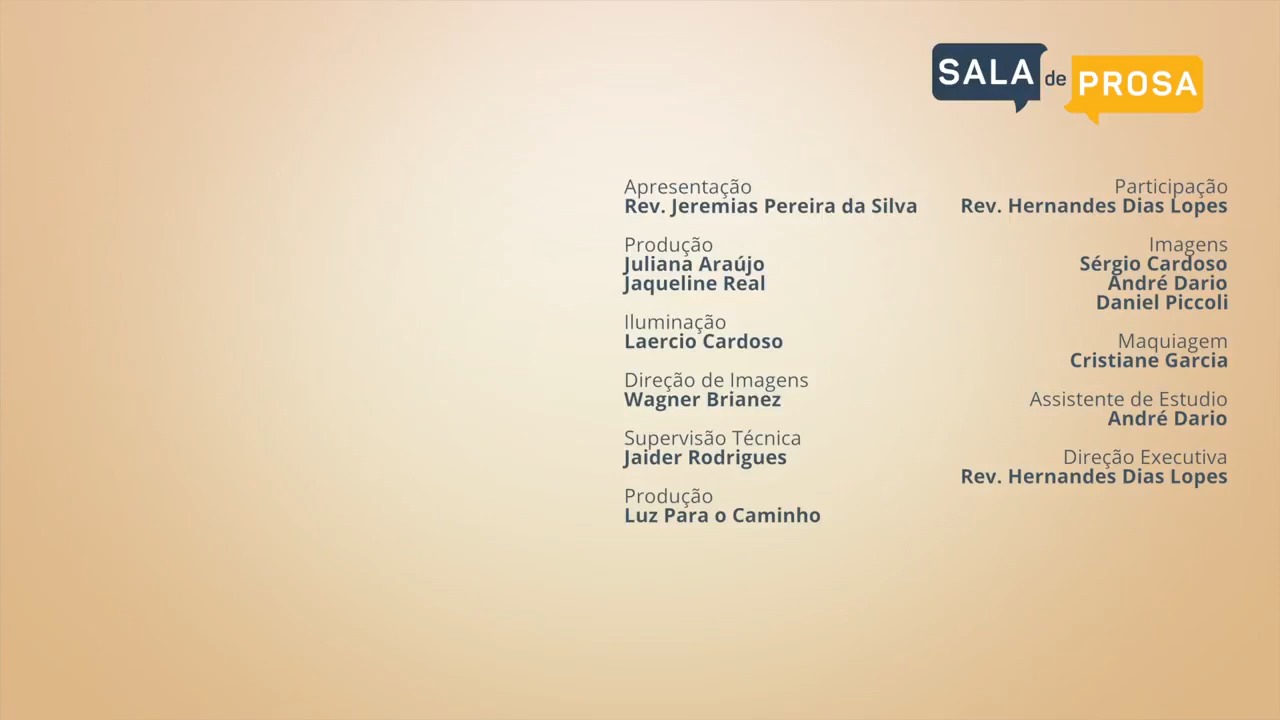 SALA de PROSA
Apresentação
Rev. Jeremias Pereira da Silva
Produção
Juliana Araújo
Jaqueline Real
Iluminação
Laercio Cardoso
Direção de Imagens
Wagner Brianez
Supervisão Técnica
Jaider Rodrigues
Produção
Luz Para o Caminho
Participação
Rev. Hernandes Dias Lopes
Imagens
Sérgio Cardoso
André Dario
Daniel Piccoli
Maquiagem
Cristiane Garcia
Assistente de Estudio
André Dario
Direção Executiva
Rev. Hernandes Dias Lopes